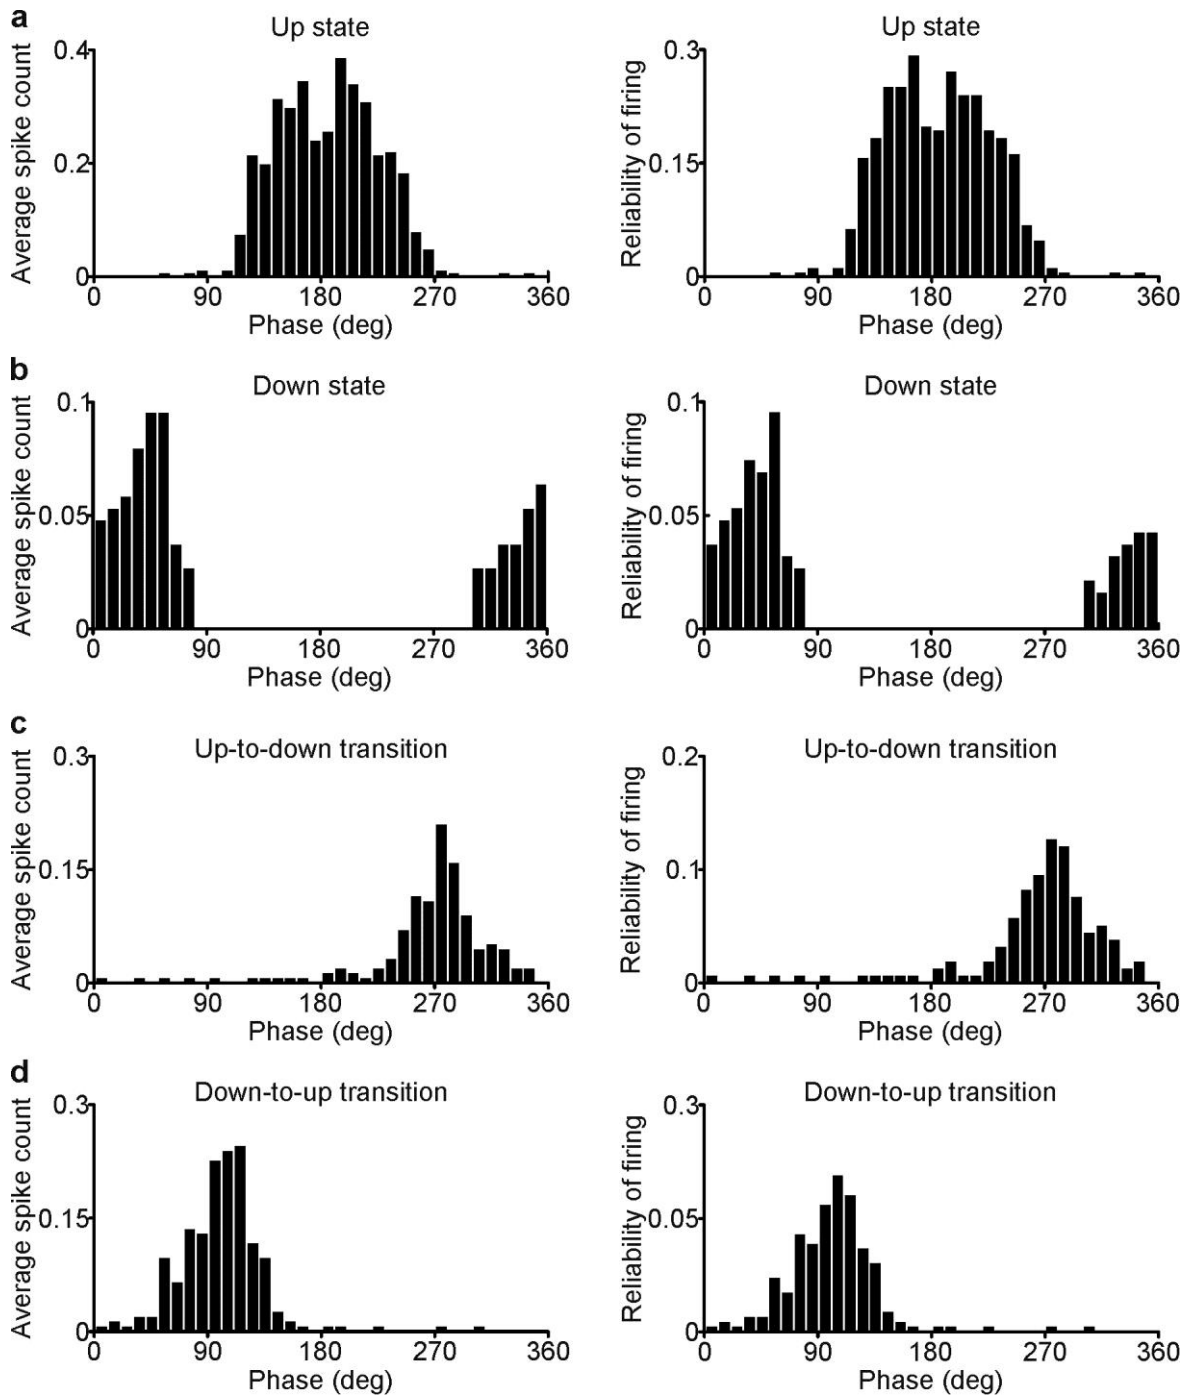 a
Up state
Average spike count
0.4
0.2
0
0 90 180 270 360
Phase (deg)
Up state
Reliability of firing
0.3
0.15
0
0 90 180 270 360
Phase (deg)
b
Down state
Average spike count
0.1
0.05
0
0 90 180 270 360
Phase (deg)
Down state
Reliability of firing
0.1
0.05
0
0 90 180 270 360
Phase (deg)
c
Up-to-down transition
Average spike count
0.3
0.15
0
0 90 180 270 360
Phase (deg)
Up-to-down transition
Reliability of firing
0.2
0.1
0
0 90 180 270 360
Phase (deg)
d
Down-to-up transition
Average spike count
0.3
0.15
0
0 90 180 270 360
Phase (deg)
Down-to-up transition
Reliability of firing
0.3
0.05
0
0 90 180 270 360
Phase (deg)